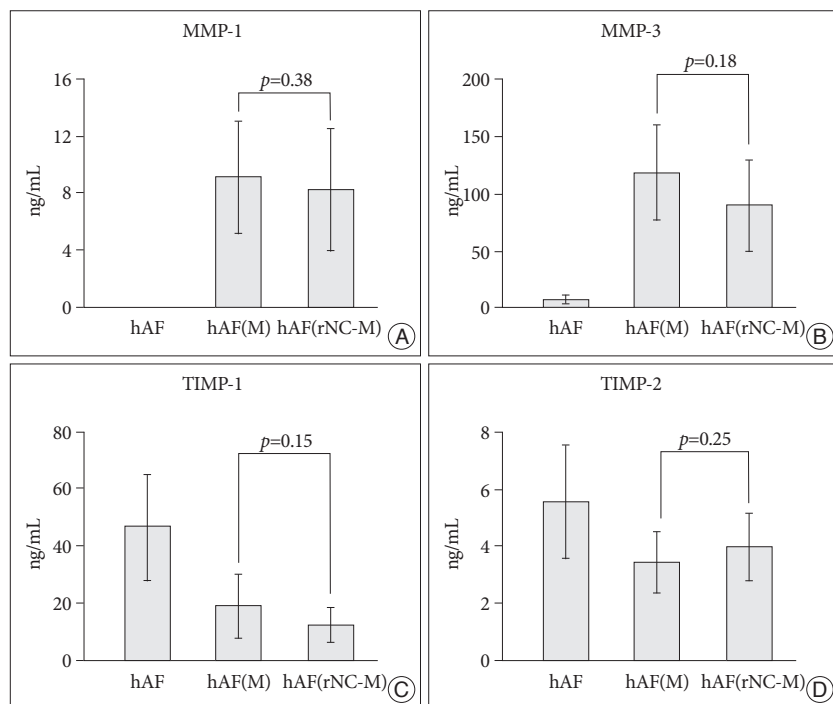 MMP-1
16
12
8
4
0
ng/mL
p=0.38
hAF
hAF(M)
hAF(rNC-M)
A
MMP-3
200
150
100
50
0
ng/mL
p=0.18
hAF
hAF(M)
hAF(rNC-M)
B
TIMP-1
80
60
40
20
0
ng/mL
p=0.15
hAF
hAF(M)
hAF(rNC-M)
C
TIMP-2
8
6
4
2
0
ng/mL
p=0.25
hAF
hAF(M)
hAF(rNC-M)
D